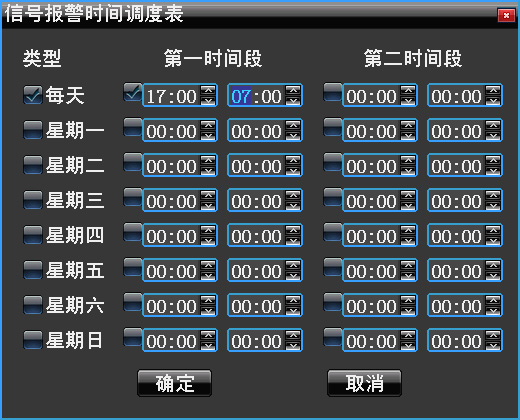 信号报警时间调度表
类型 第一时间段 第二时间段
每天 17:00 07:00 00:00 00:00
星期一 00:00 00:00 00:00 00:00
星期二 00:00 00:00 00:00 00:00
星期三 00:00 00:00 00:00 00:00
星期四 00:00 00:00 00:00 00:00
星期五 00:00 00:00 00:00 00:00
星期六 00:00 00:00 00:00 00:00
星期日 00:00 00:00 00:00 00:00
确定 取消